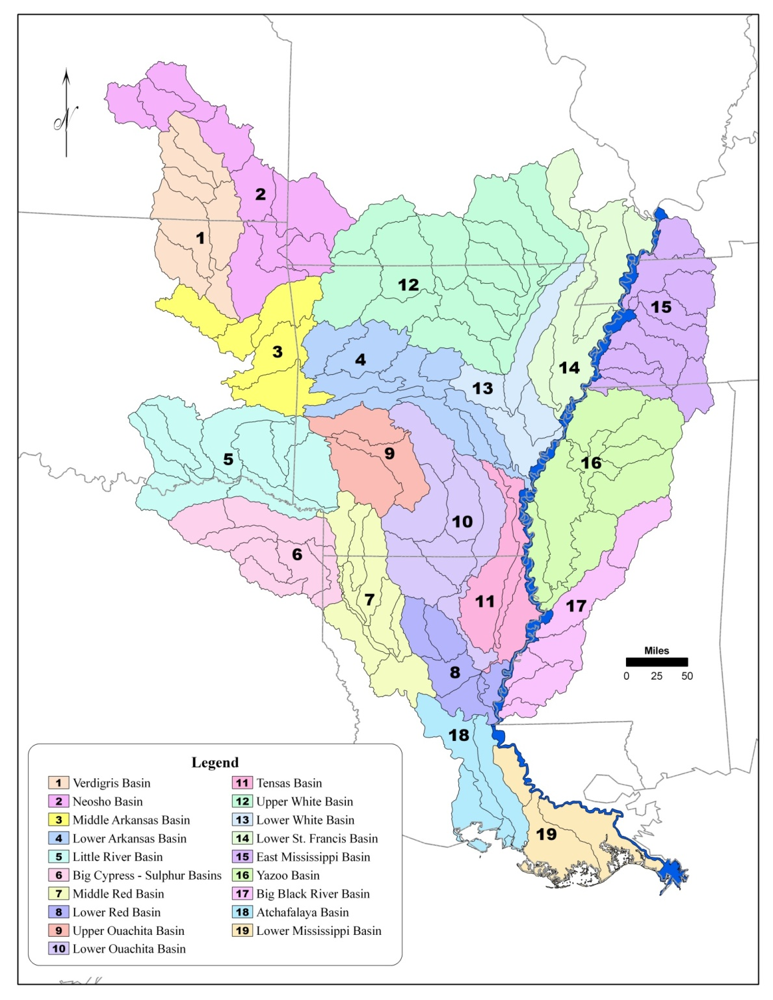 N
2
1
12
15
3
4
14
13
5
9
16
10
6
7
11
17
Miles
0 25 50
8
18
19
Legend
1 Verdigris Basin
2 Neosho Basin
3 Middle Arkansas Basin
4 Lower Arkansas Basin
5 Little River Basin
6 Big Cypress - Sulphur Basins
7 Middle Red Basin
8 Lower Red Basin
9 Upper Ouachita Basin
10 Lower Ouachita Basin
11 Tensas Basin
12 Upper White Basin
13 Lower White Basin
14 Lower St. Francis Basin
15 East Mississippi Basin
16 Yazoo Basin
17 Big Black River Basin
18 Atchafalaya Basin
19 Lower Mississippi Basin